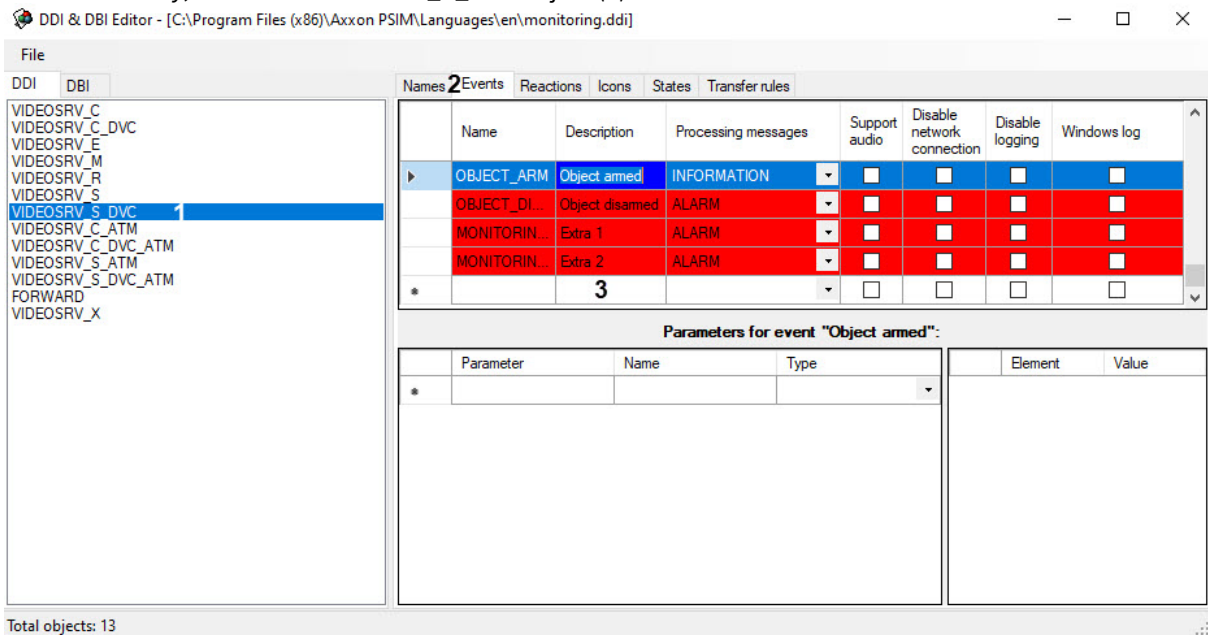 DDI & DBI Editor - [C:\Program Files (x86)\Axxon PSIM\Languages\en\monitoring.ddi]
File
DDI DBI
VIDEOSRV_C
VIDEOSRV_C_DVC
VIDEOSRV_E
VIDEOSRV_M
VIDEOSRV_R
VIDEOSRV_S
VIDEOSRV_S_DVC 1
VIDEOSRV_C_ATM
VIDEOSRV_C_DVC_ATM
VIDEOSRV_S_ATM
VIDEOSRV_S_DVC_ATM
FORWARD
VIDEOSRV_X
Names 2 Events Reactions Icons States Transfer rules
Name Description Processing messages Support audio Disable network connection Disable logging Windows log
OBJECT_ARM Object armed INFORMATION
OBJECT_DI... Object disarmed ALARM
MONITORIN... Extra 1 ALARM
MONITORIN... Extra 2 ALARM
3
Parameters for event "Object armed":
Parameter Name Type Element Value
Total objects: 13